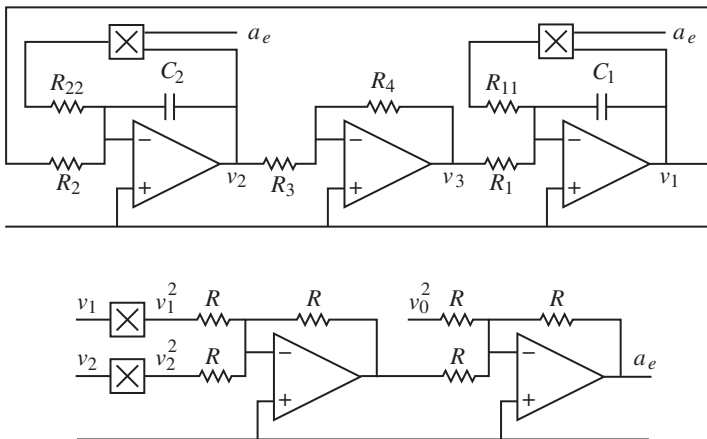 a_e a_e
R_22 C_2 R_4 R_11 C_1
− − −
R_2 + v_2 R_3 + v_3 R_1 + v_1
v_1 v_1^2 R R v_0^2 R R
v_2 v_2^2 R − R − a_e
+ +